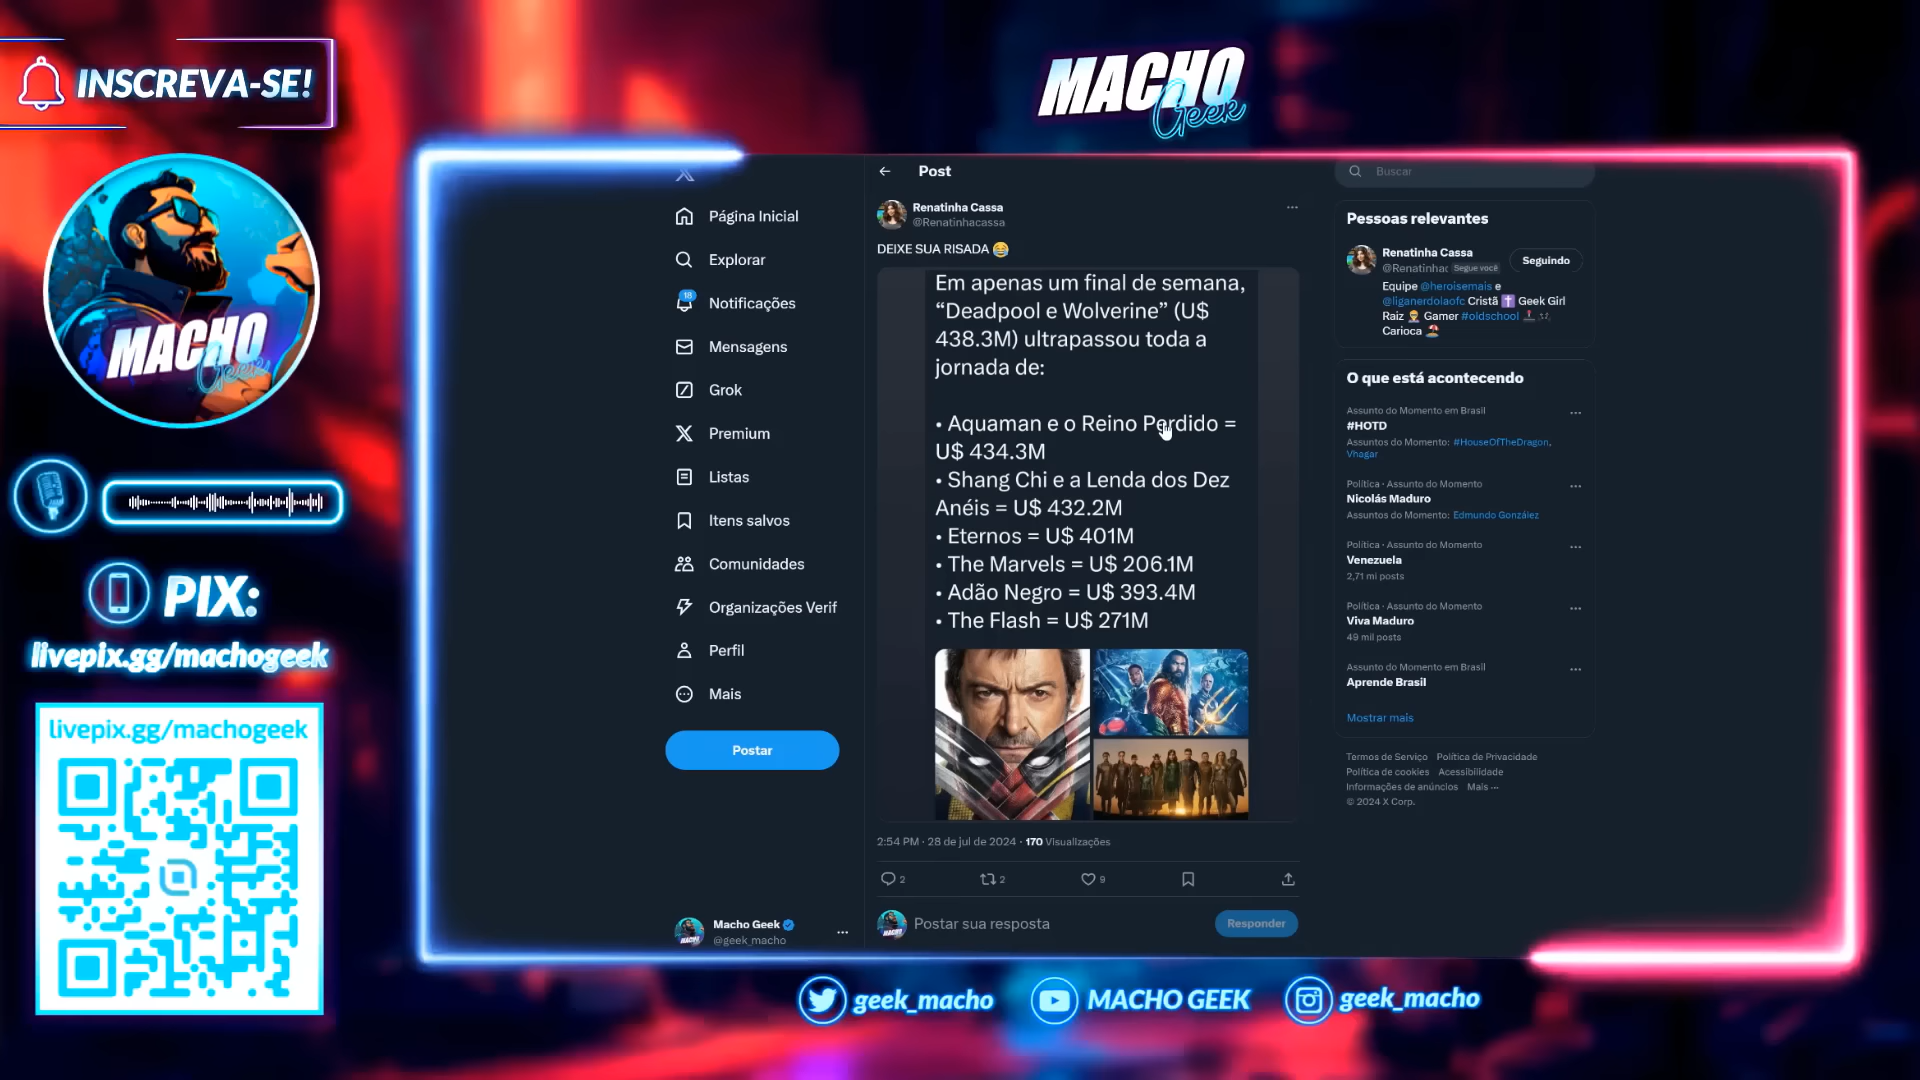 INSCREVA-SE!
MACHO
Geek
MACHO
Geek
PIX:
livepix.gg/machogeek
livepix.gg/machogeek
Página Inicial
Explorar
18
Notificações
Mensagens
Grok
Premium
Listas
Itens salvos
Comunidades
Organizações Verif
Perfil
Mais
Postar
Macho Geek
@geek_macho
Post
Renatinha Cassa
@Renatinhacassa
DEIXE SUA RISADA 😂
Em apenas um final de semana,
“Deadpool e Wolverine” (U$
438.3M) ultrapassou toda a
jornada de:
• Aquaman e o Reino Perdido =
U$ 434.3M
• Shang Chi e a Lenda dos Dez
Anéis = U$ 432.2M
• Eternos = U$ 401M
• The Marvels = U$ 206.1M
• Adão Negro = U$ 393.4M
• The Flash = U$ 271M
2:54 PM · 28 de jul de 2024 · 170 Visualizações
2
2
9
Postar sua resposta
Responder
Buscar
Pessoas relevantes
Renatinha Cassa
@Renatinhac Segue você
Seguindo
Equipe @heroisemais e
@liganerdoiaofc Cristã ✝️ Geek Girl
Raiz Gamer #oldschool
Carioca
O que está acontecendo
Assunto do Momento em Brasil
#HOTD
Assuntos do Momento: #HouseOfTheDragon,
Vhagar
Política · Assunto do Momento
Nicolás Maduro
Assuntos do Momento: Edmundo González
Política · Assunto do Momento
Venezuela
2,71 mi posts
Política · Assunto do Momento
Viva Maduro
49 mil posts
Assunto do Momento em Brasil
Aprende Brasil
Mostrar mais
Termos de Serviço Política de Privacidade
Política de cookies Acessibilidade
Informações de anúncios Mais ...
© 2024 X Corp.
geek_macho
MACHO GEEK
geek_macho